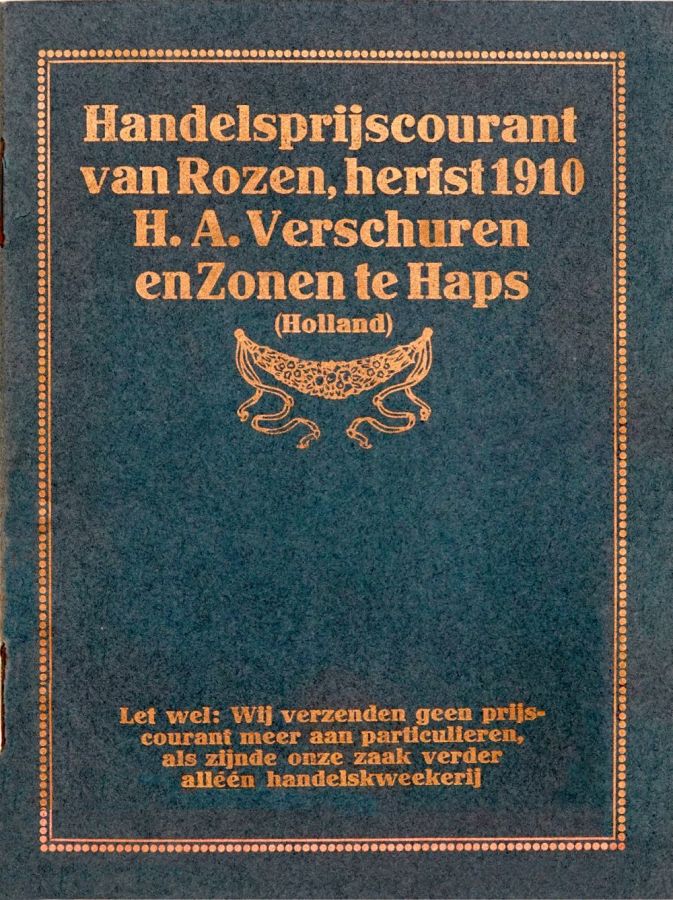 Handelsprijscourant
van Rozen, herfst 1910
H. A. Verschuren
en Zonen te Haps
(Holland)
Let wel: Wij verzenden geen prijs-
courant meer aan particulieren,
als zijnde onze zaak verder
alléén handelskweekerij